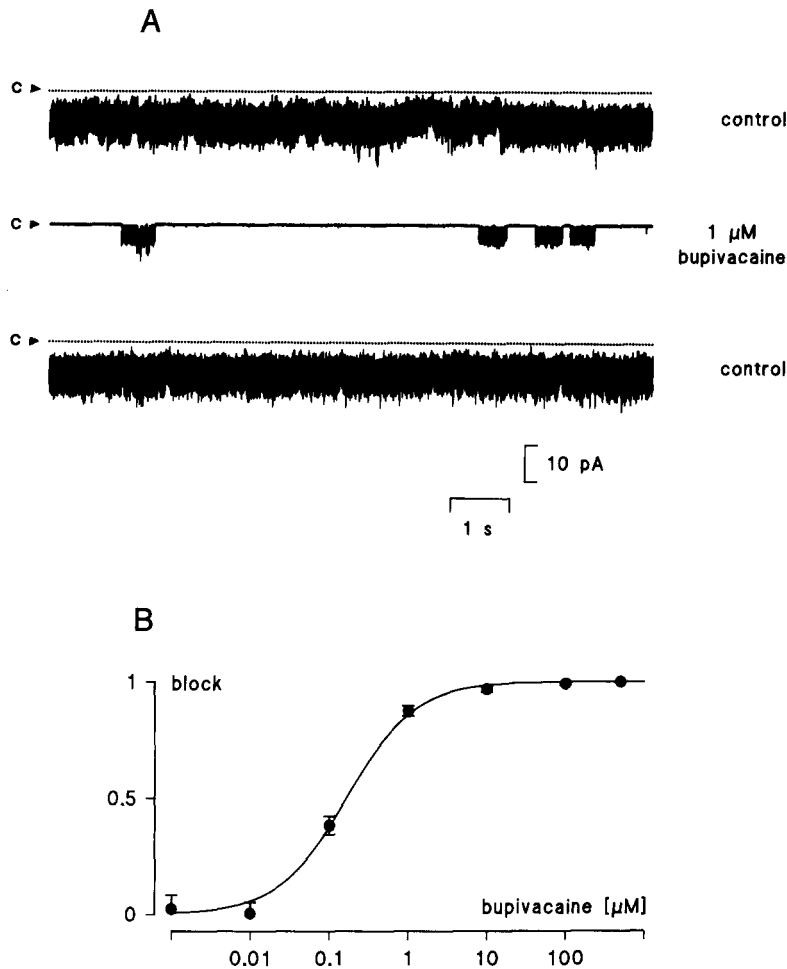 A
C ► control
C ► 1 µM
bupivacaine
C ► control
10 pA
1 s
B
1 block
0.5
0 bupivacaine [µM]
0.01 0.1 1 10 100